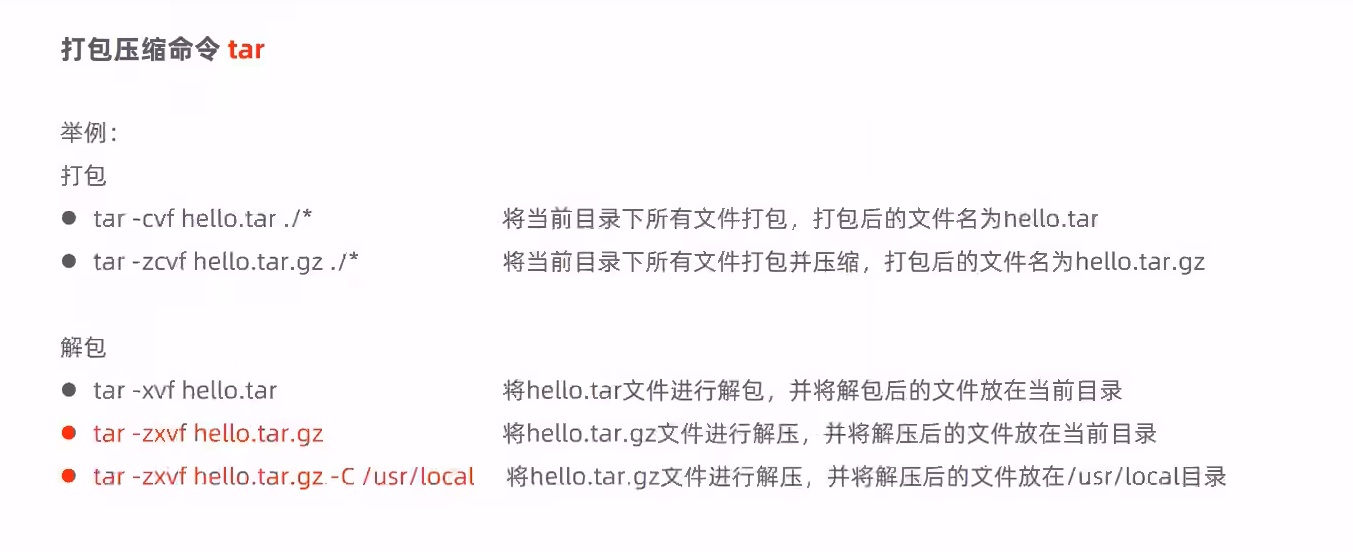 打包压缩命令 tar
举例：
打包
● tar -cvf hello.tar ./* 将当前目录下所有文件打包，打包后的文件名为hello.tar
● tar -zcvf hello.tar.gz ./* 将当前目录下所有文件打包并压缩，打包后的文件名为hello.tar.gz
解包
● tar -xvf hello.tar 将hello.tar文件进行解包，并将解包后的文件放在当前目录
● tar -zxvf hello.tar.gz 将hello.tar.gz文件进行解压，并将解压后的文件放在当前目录
● tar -zxvf hello.tar.gz -C /usr/local 将hello.tar.gz文件进行解压，并将解压后的文件放在/usr/local目录